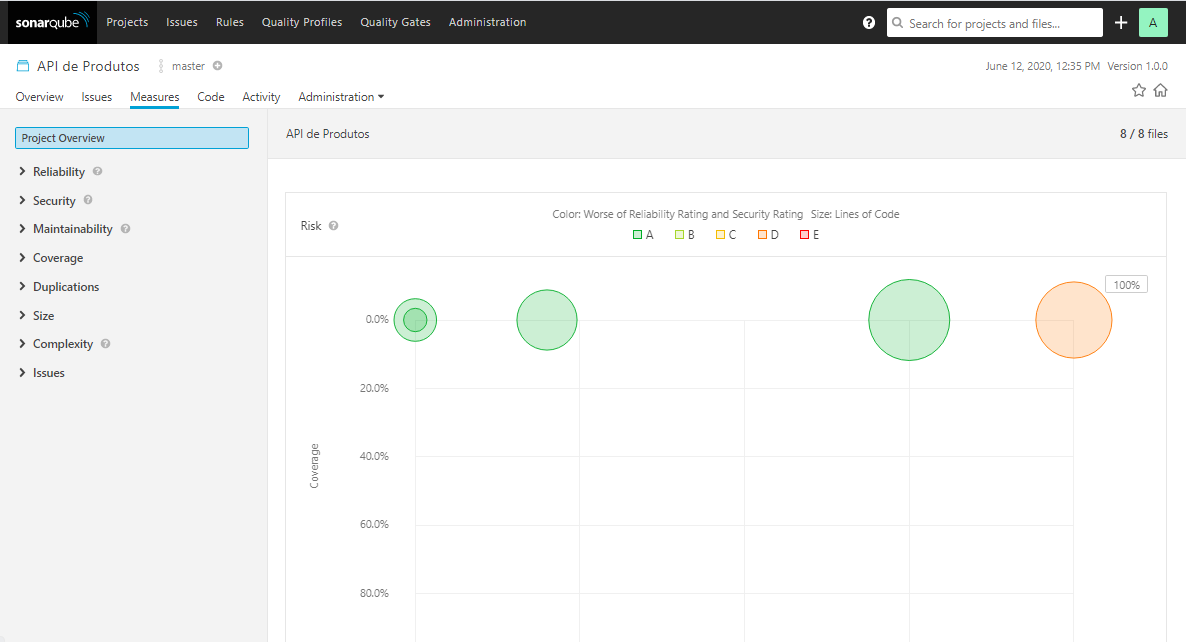 sonarqube Projects Issues Rules Quality Profiles Quality Gates Administration ? Search for projects and files... + A
API de Produtos master June 12, 2020, 12:35 PM Version 1.0.0
Overview Issues Measures Code Activity Administration
Project Overview
API de Produtos 8 / 8 files
Reliability ?
Security ?
Maintainability ?
Coverage
Duplications
Size
Complexity ?
Issues
Risk ?
Color: Worse of Reliability Rating and Security Rating Size: Lines of Code
A B C D E
100%
0.0%
20.0%
40.0%
60.0%
80.0%
Coverage